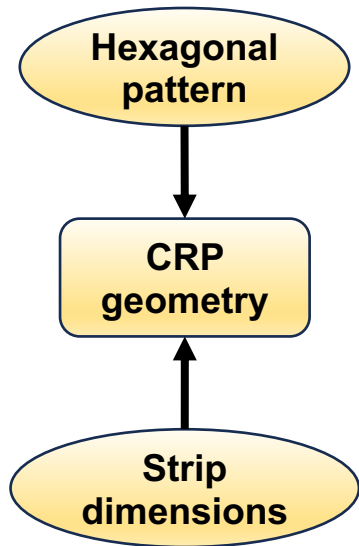 Hexagonal
pattern
CRP
geometry
Strip
dimensions